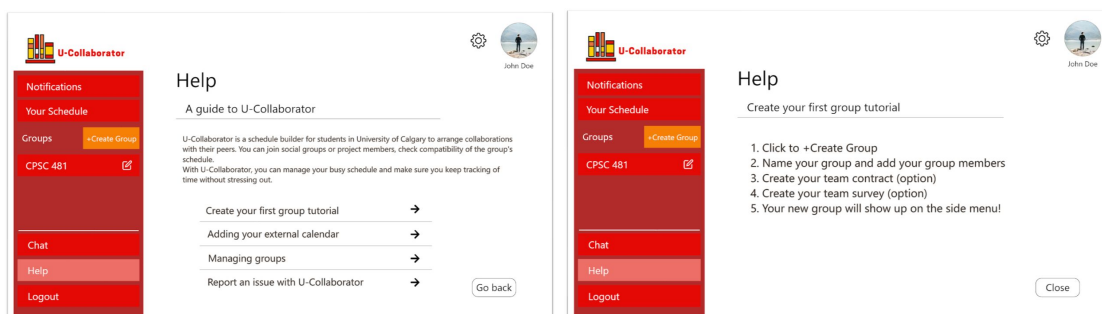 U-Collaborator
John Doe
Notifications
Your Schedule
Groups
+Create Group
CPSC 481
Chat
Help
Logout
Help
A guide to U-Collaborator
U-Collaborator is a schedule builder for students in University of Calgary to arrange collaborations
with their peers. You can join social groups or project members, check compatibility of the group's
schedule.
With U-Collaborator, you can manage your busy schedule and make sure you keep tracking of
time without stressing out.
Create your first group tutorial
Adding your external calendar
Managing groups
Report an issue with U-Collaborator
Go back
U-Collaborator
John Doe
Notifications
Your Schedule
Groups
+Create Group
CPSC 481
Chat
Help
Logout
Help
Create your first group tutorial
1. Click to +Create Group
2. Name your group and add your group members
3. Create your team contract (option)
4. Create your team survey (option)
5. Your new group will show up on the side menu!
Close